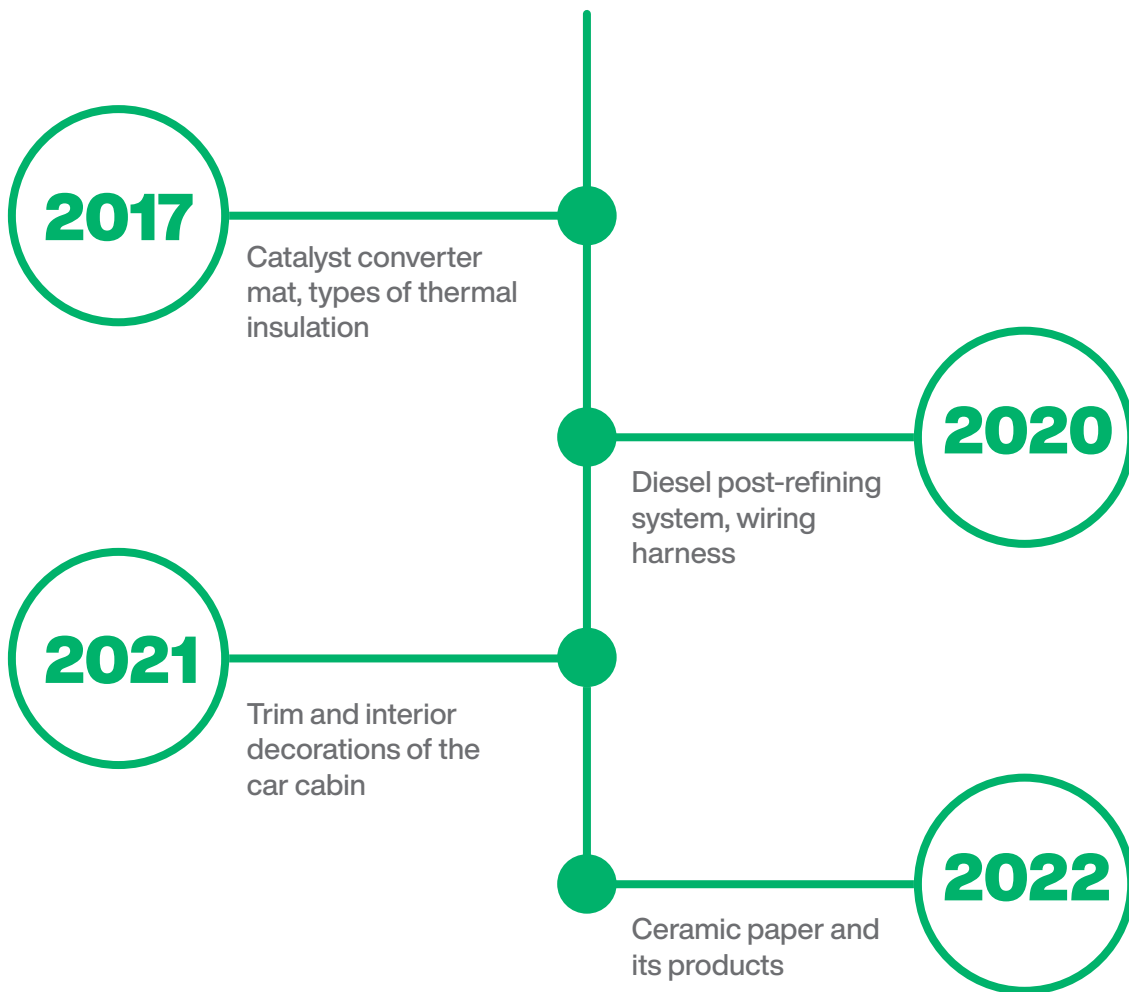 2017
Catalyst converter
mat, types of thermal
insulation
2020
Diesel post-refining
system, wiring
harness
2021
Trim and interior
decorations of the
car cabin
2022
Ceramic paper and
its products